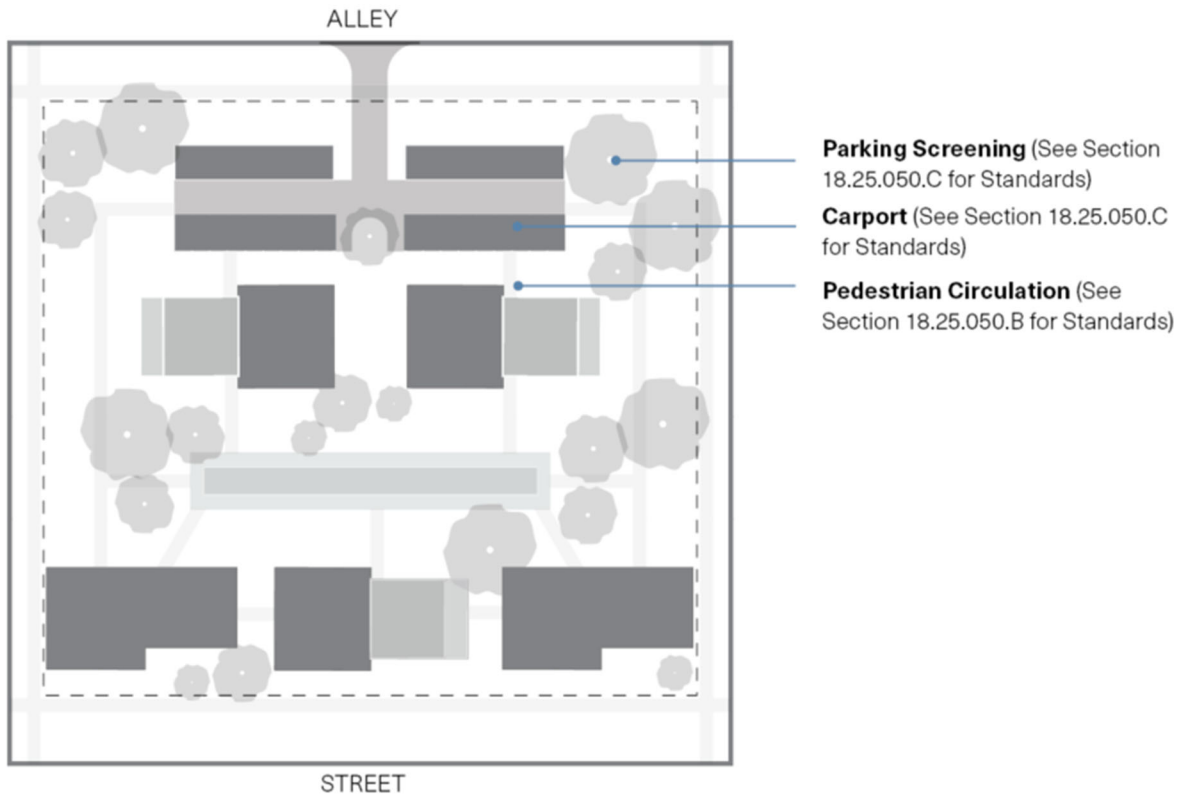 ALLEY
Parking Screening (See Section
18.25.050.C for Standards)
Carport (See Section 18.25.050.C
for Standards)
Pedestrian Circulation (See
Section 18.25.050.B for Standards)
STREET